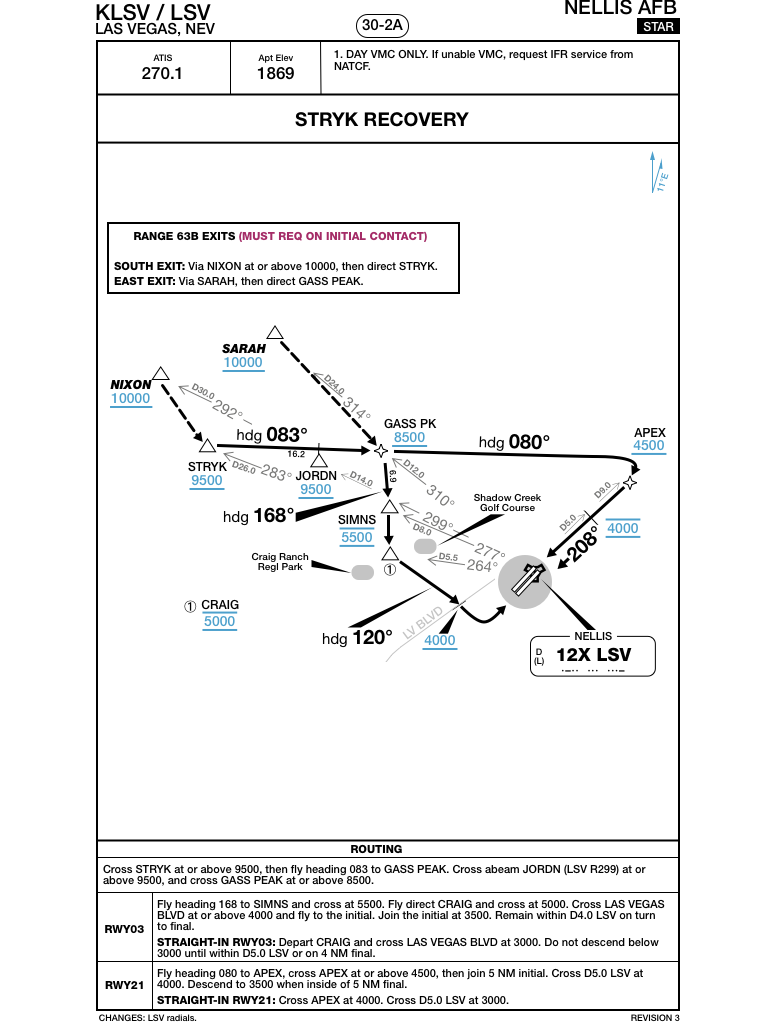 KLSV / LSV
LAS VEGAS, NEV
30-2A
NELLIS AFB
STAR
ATIS
270.1
Apt Elev
1869
1. DAY VMC ONLY. If unable VMC, request IFR service from
NATCF.
STRYK RECOVERY
11°E
RANGE 63B EXITS (MUST REQ ON INITIAL CONTACT)
SOUTH EXIT: Via NIXON at or above 10000, then direct STRYK.
EAST EXIT: Via SARAH, then direct GASS PEAK.
SARAH
10000
NIXON
10000
D24.0
314°
D30.0
292°
GASS PK
8500
APEX
4500
hdg 083°
hdg 080°
16.2
STRYK
9500
D26.0
283°
JORDN
9500
D14.0
6.9
D12.0
310°
D9.0
hdg 168°
SIMNS
5500
299°
D8.0
277°
D5.5
264°
Shadow Creek
Golf Course
D5.0
4000
208°
Craig Ranch
Regl Park
①
① CRAIG
5000
hdg 120°
LV BLVD
4000
NELLIS
D
(L)
12X LSV
.-.. ... ...-
ROUTING
Cross STRYK at or above 9500, then fly heading 083 to GASS PEAK. Cross abeam JORDN (LSV R299) at or
above 9500, and cross GASS PEAK at or above 8500.
RWY03
Fly heading 168 to SIMNS and cross at 5500. Fly direct CRAIG and cross at 5000. Cross LAS VEGAS
BLVD at or above 4000 and fly to the initial. Join the initial at 3500. Remain within D4.0 LSV on turn
to final.
STRAIGHT-IN RWY03: Depart CRAIG and cross LAS VEGAS BLVD at 3000. Do not descend below
3000 until within D5.0 LSV or on 4 NM final.
RWY21
Fly heading 080 to APEX, cross APEX at or above 4500, then join 5 NM initial. Cross D5.0 LSV at
4000. Descend to 3500 when inside of 5 NM final.
STRAIGHT-IN RWY21: Cross APEX at 4000. Cross D5.0 LSV at 3000.
CHANGES: LSV radials.
REVISION 3